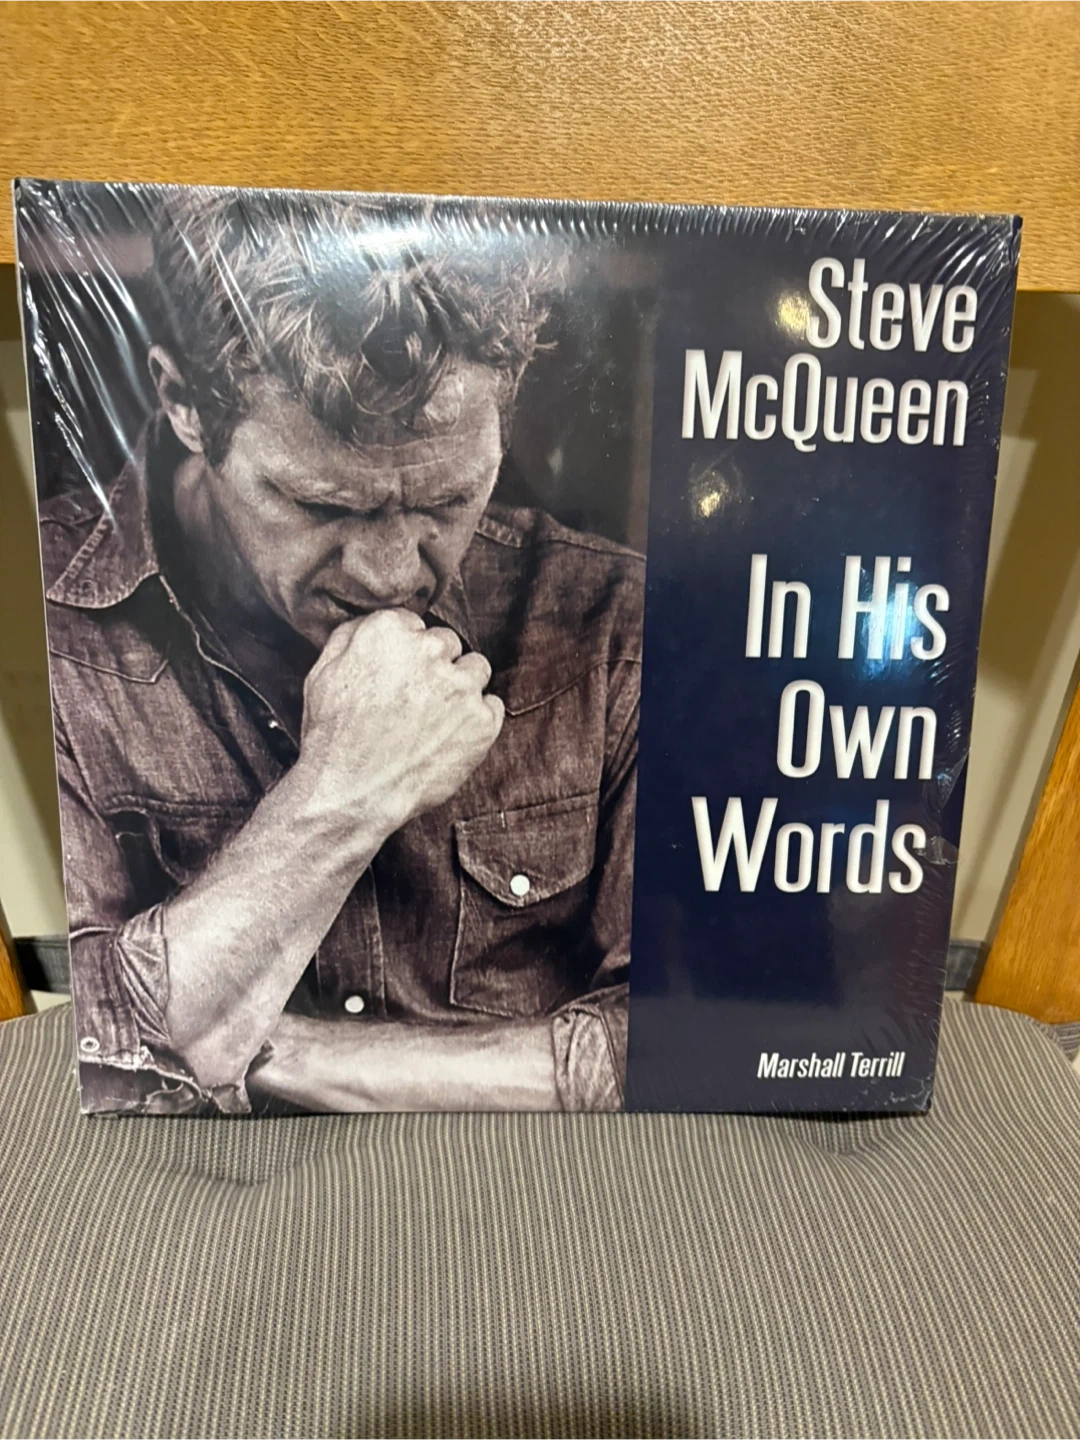 Steve
McQueen
In His
Own
Words
Marshall Terrill